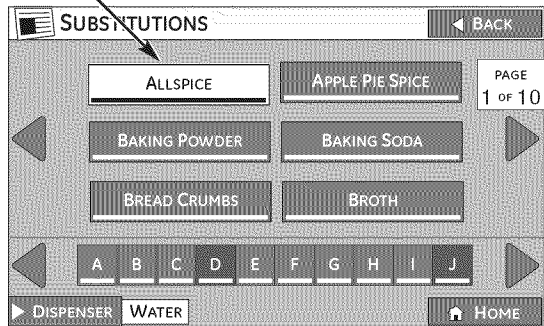 SUBSTITUTIONS
BACK
ALLSPICE
APPLE PIE SPICE
PAGE
1 OF 10
BAKING POWDER
BAKING SODA
BREAD CRUMBS
BROTH
A B C D E F G H I J
DISPENSER WATER
HOME